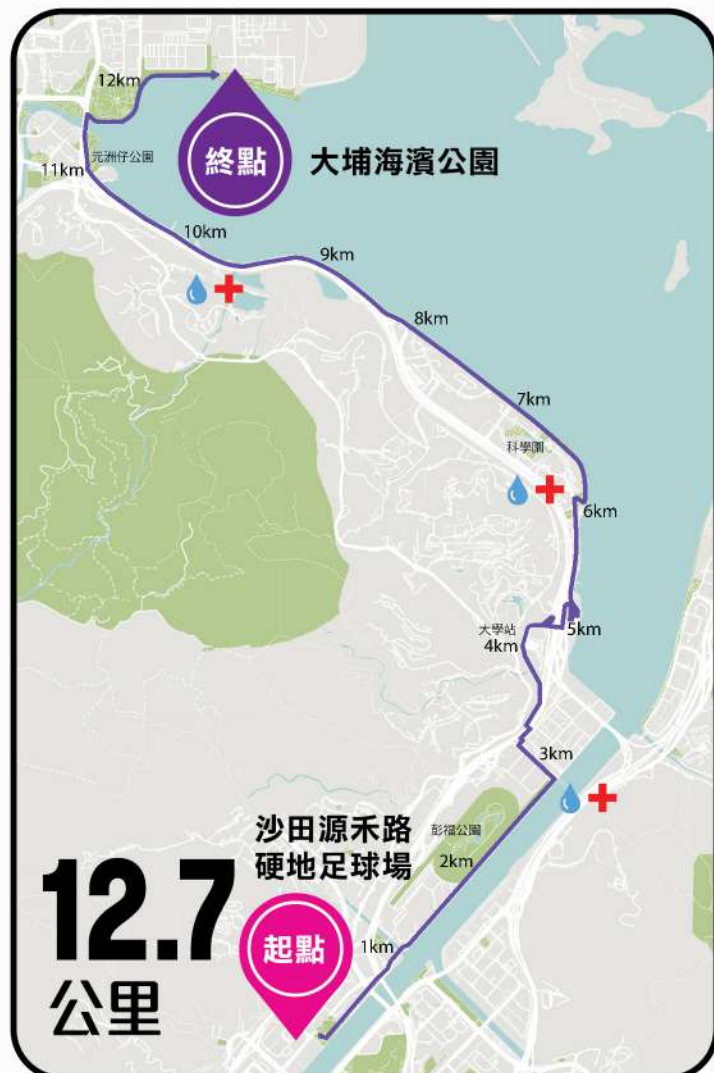 12km
終點
大埔海濱公園
元洲仔公園
11km
10km
9km
8km
7km
科學園
6km
大學站
4km
5km
3km
彭福公園
2km
沙田源禾路
硬地足球場
12.7
公里
起點
1km